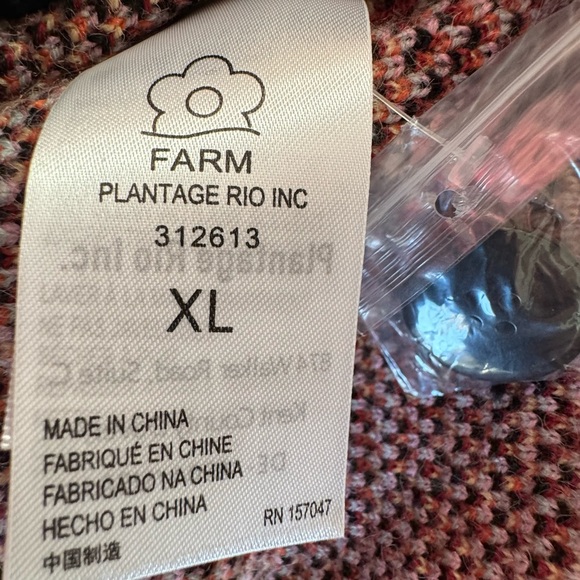 FARM
PLANTAGE RIO INC
312613
XL
MADE IN CHINA
FABRIQUÉ EN CHINE
FABRICADO NA CHINA
HECHO EN CHINA
中国制造
RN 157047